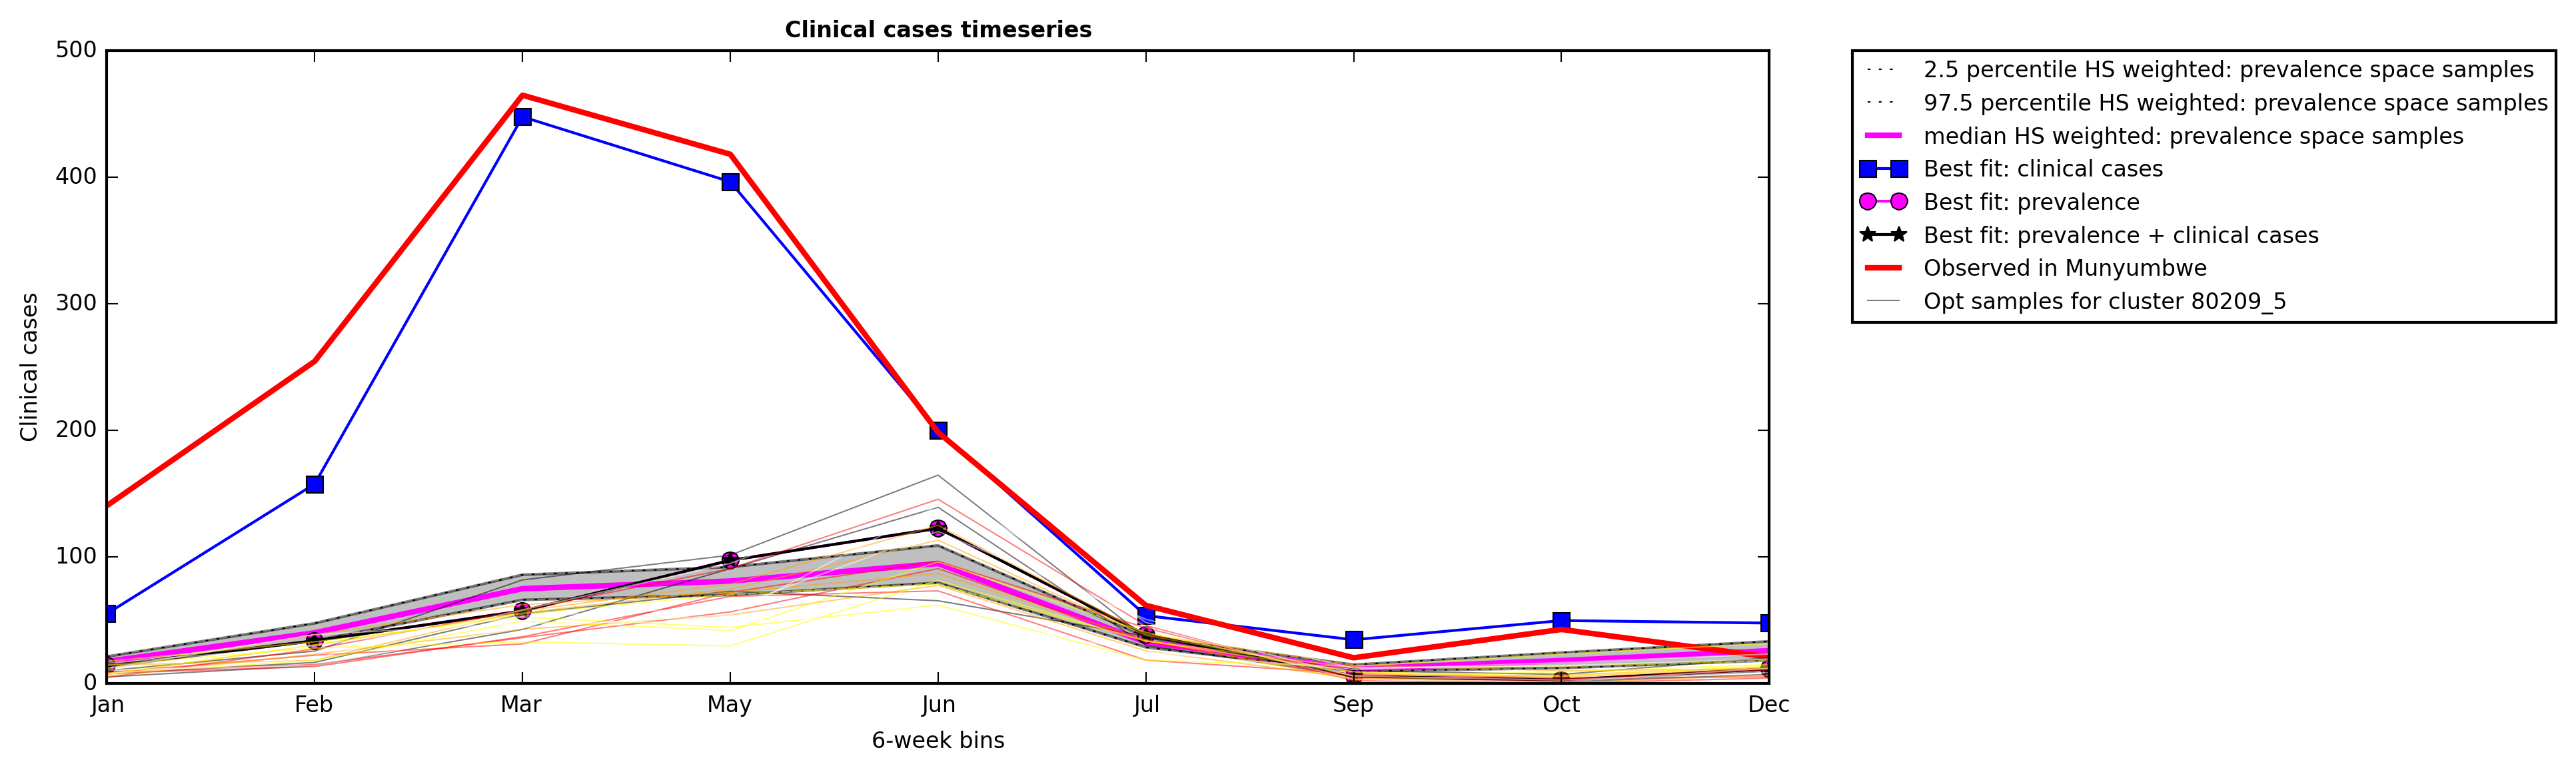 Clinical cases timeseries
500
400
300
200
100
0
Clinical cases
Jan Feb Mar May Jun Jul Sep Oct Dec
6-week bins
2.5 percentile HS weighted: prevalence space samples
97.5 percentile HS weighted: prevalence space samples
median HS weighted: prevalence space samples
Best fit: clinical cases
Best fit: prevalence
Best fit: prevalence + clinical cases
Observed in Munyumbwe
Opt samples for cluster 80209_5